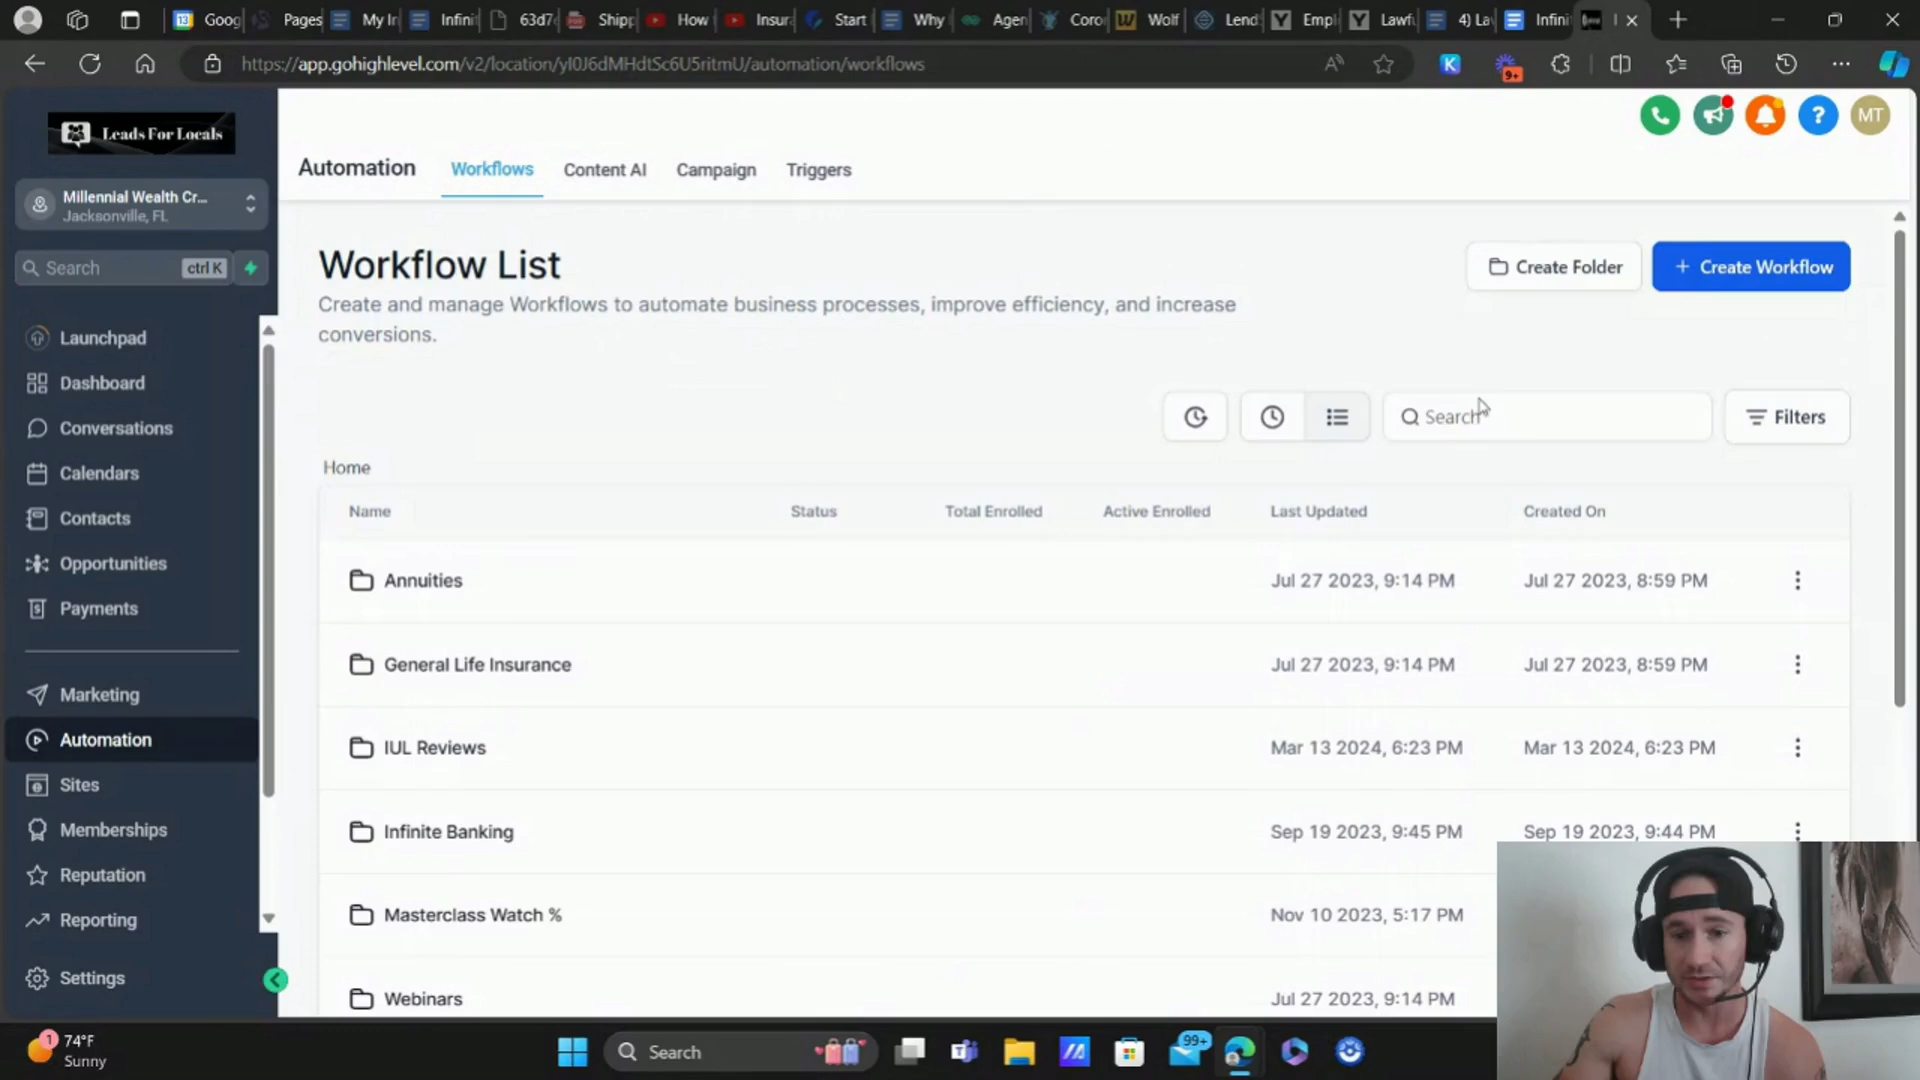 Goog
Pages
My In
Infinit
63d7
Shipp
How
Insur
Start
Why
Agen
Coro
Wolf
Lend
Empl
Lawf
4) La
Infini
https://app.gohighlevel.com/v2/location/yI0J6dMHdtSc6U5ritmU/automation/workflows
9+
Leads For Locals
MT
Automation
Workflows
Content AI
Campaign
Triggers
Millennial Wealth Cr...
Jacksonville, FL
Search
ctrl K
Launchpad
Dashboard
Conversations
Calendars
Contacts
Opportunities
Payments
Marketing
Automation
Sites
Memberships
Reputation
Reporting
Settings
Workflow List
Create and manage Workflows to automate business processes, improve efficiency, and increase
conversions.
Create Folder
+ Create Workflow
Search
Filters
Home
Name Status Total Enrolled Active Enrolled Last Updated Created On
Annuities Jul 27 2023, 9:14 PM Jul 27 2023, 8:59 PM
General Life Insurance Jul 27 2023, 9:14 PM Jul 27 2023, 8:59 PM
IUL Reviews Mar 13 2024, 6:23 PM Mar 13 2024, 6:23 PM
Infinite Banking Sep 19 2023, 9:45 PM Sep 19 2023, 9:44 PM
Masterclass Watch % Nov 10 2023, 5:17 PM
Webinars Jul 27 2023, 9:14 PM
1
74°F
Sunny
Search
99+